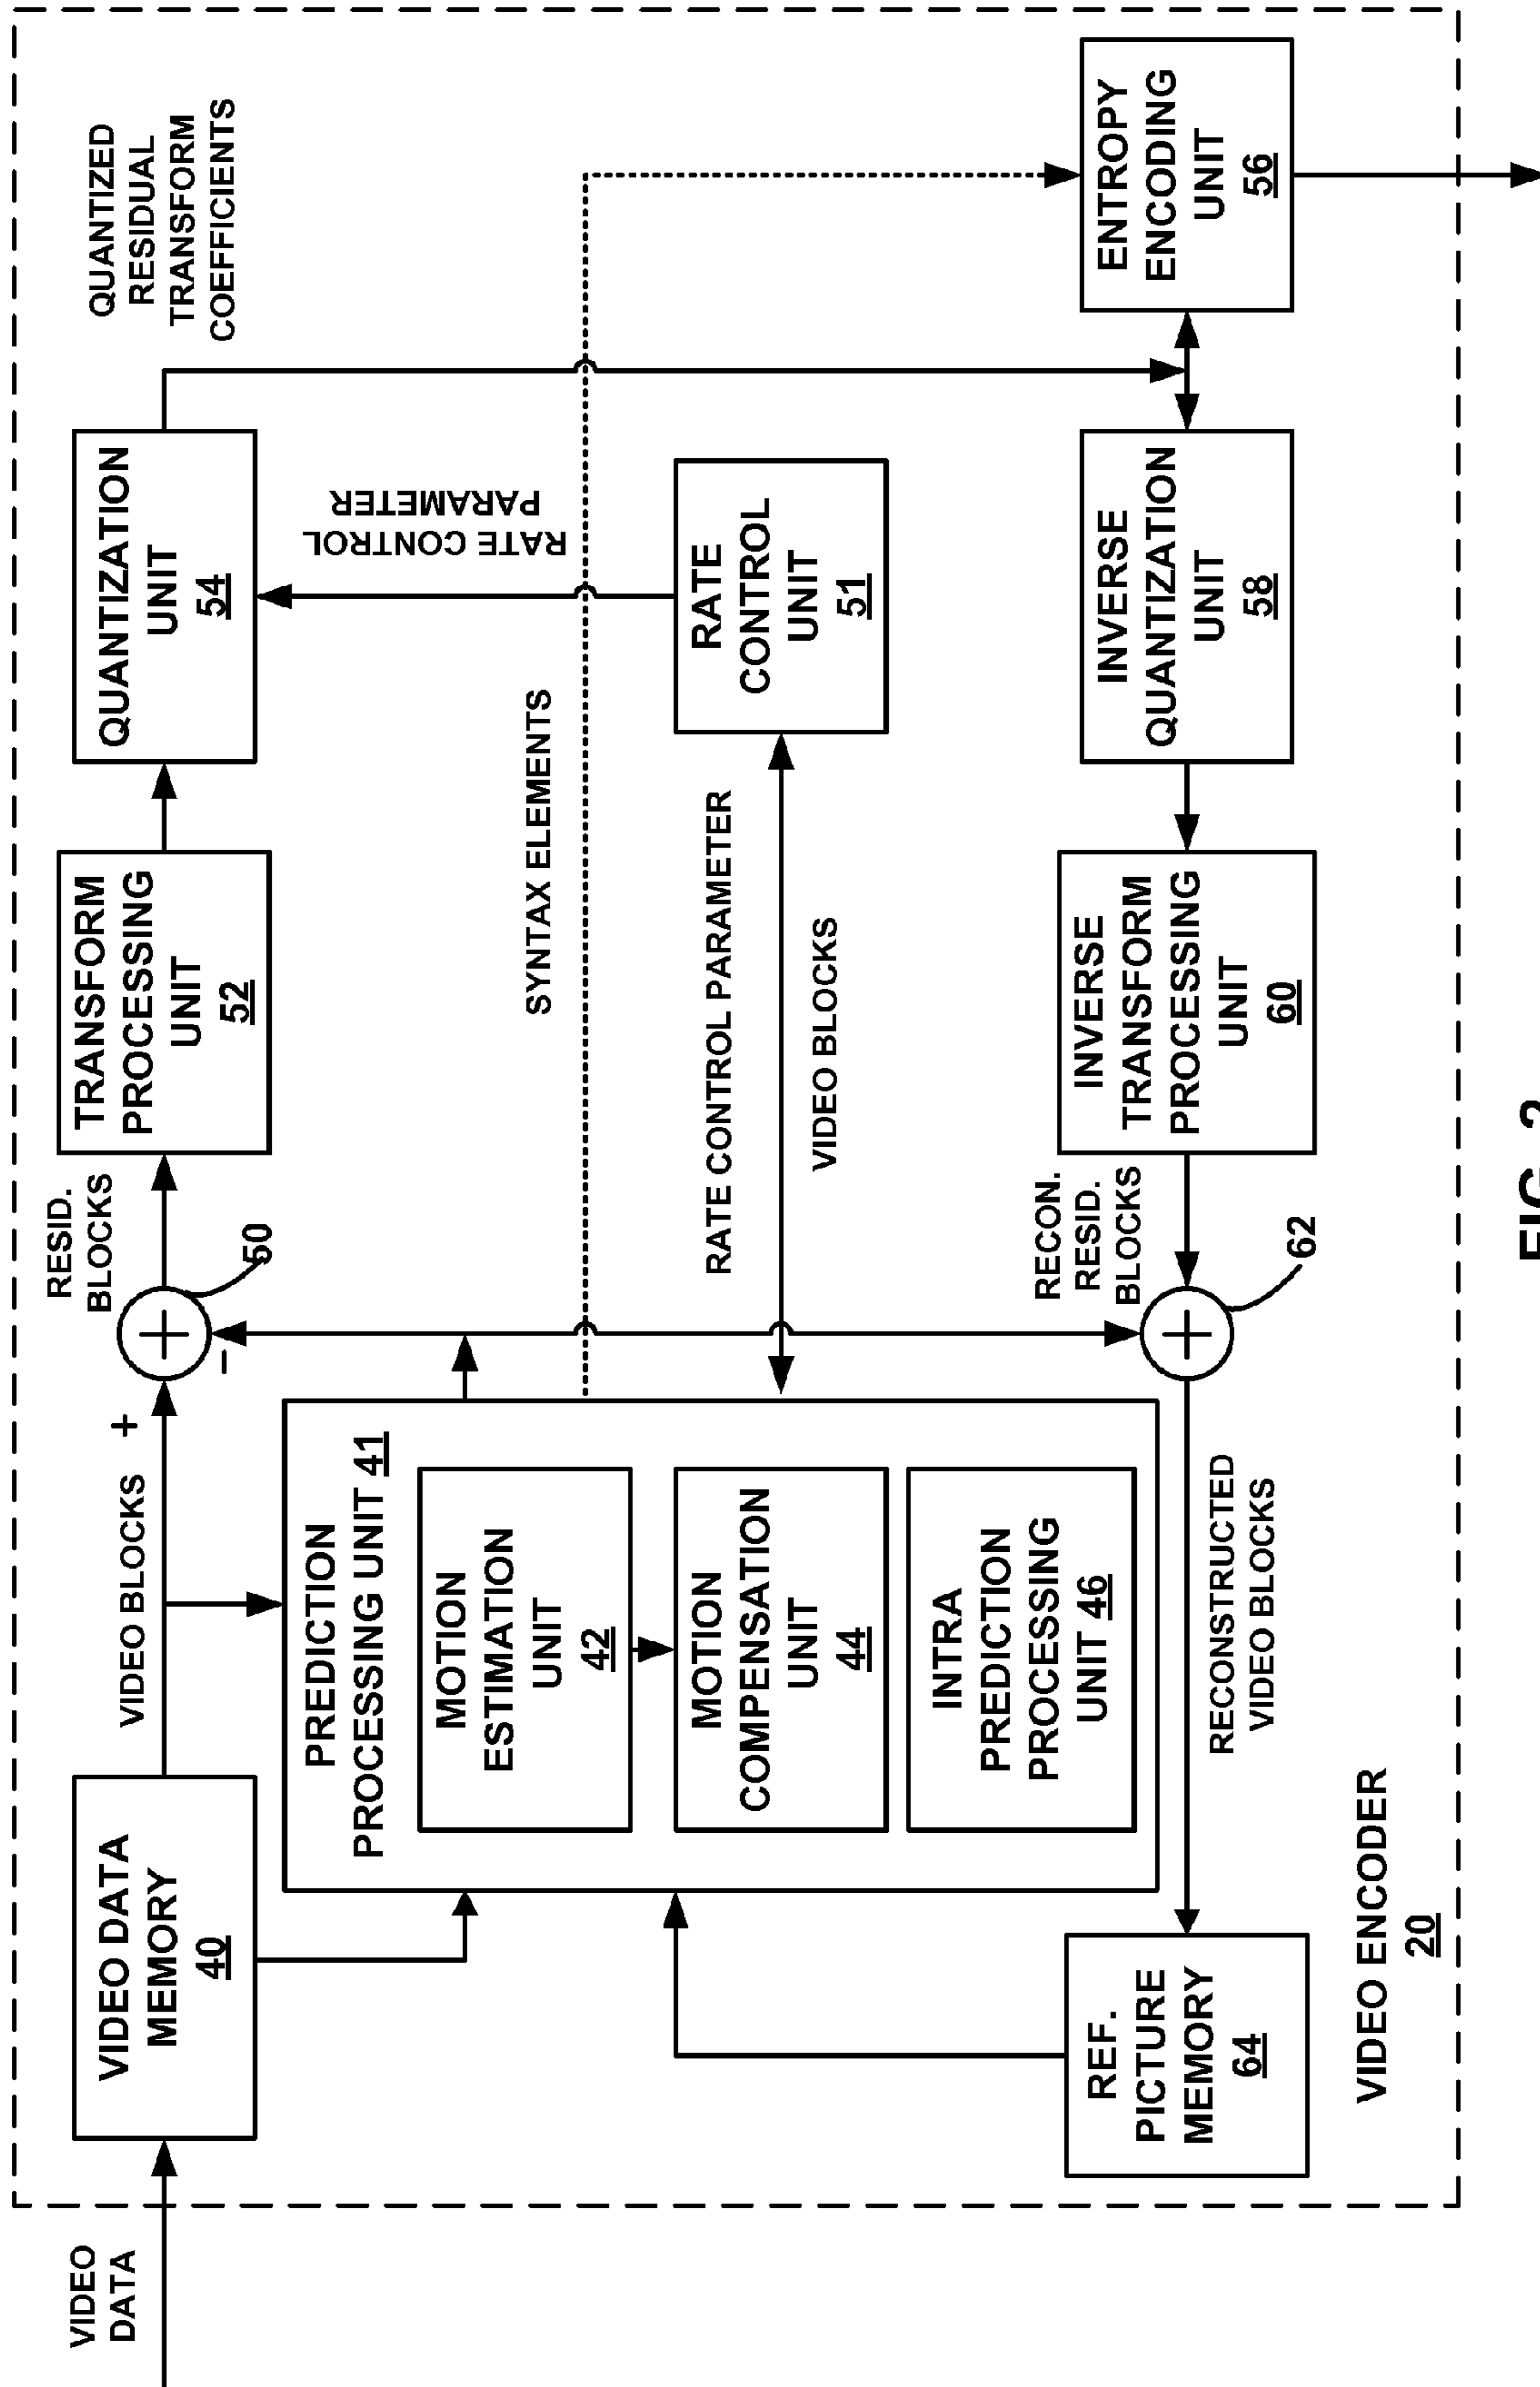 VIDEO
DATA
VIDEO DATA
MEMORY
40
VIDEO BLOCKS
+
–
RESID.
BLOCKS
50
TRANSFORM
PROCESSING
UNIT
52
QUANTIZATION
UNIT
54
QUANTIZED
RESIDUAL
TRANSFORM
COEFFICIENTS
PREDICTION
PROCESSING UNIT 41
MOTION
ESTIMATION
UNIT
42
MOTION
COMPENSATION
UNIT
44
INTRA
PREDICTION
PROCESSING
UNIT 46
SYNTAX ELEMENTS
RATE CONTROL
PARAMETER
RATE CONTROL PARAMETER
VIDEO BLOCKS
RATE
CONTROL
UNIT
51
REF.
PICTURE
MEMORY
64
RECONSTRUCTED
VIDEO BLOCKS
62
RECON.
RESID.
BLOCKS
INVERSE
TRANSFORM
PROCESSING
UNIT
60
INVERSE
QUANTIZATION
UNIT
58
ENTROPY
ENCODING
UNIT
56
VIDEO ENCODER
20
FIG. 2